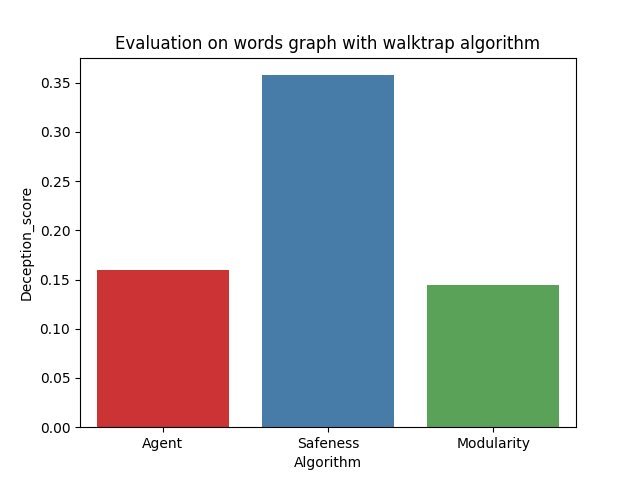 Evaluation on words graph with walktrap algorithm
Deception_score
0.35
0.30
0.25
0.20
0.15
0.10
0.05
0.00
Agent Safeness Modularity
Algorithm